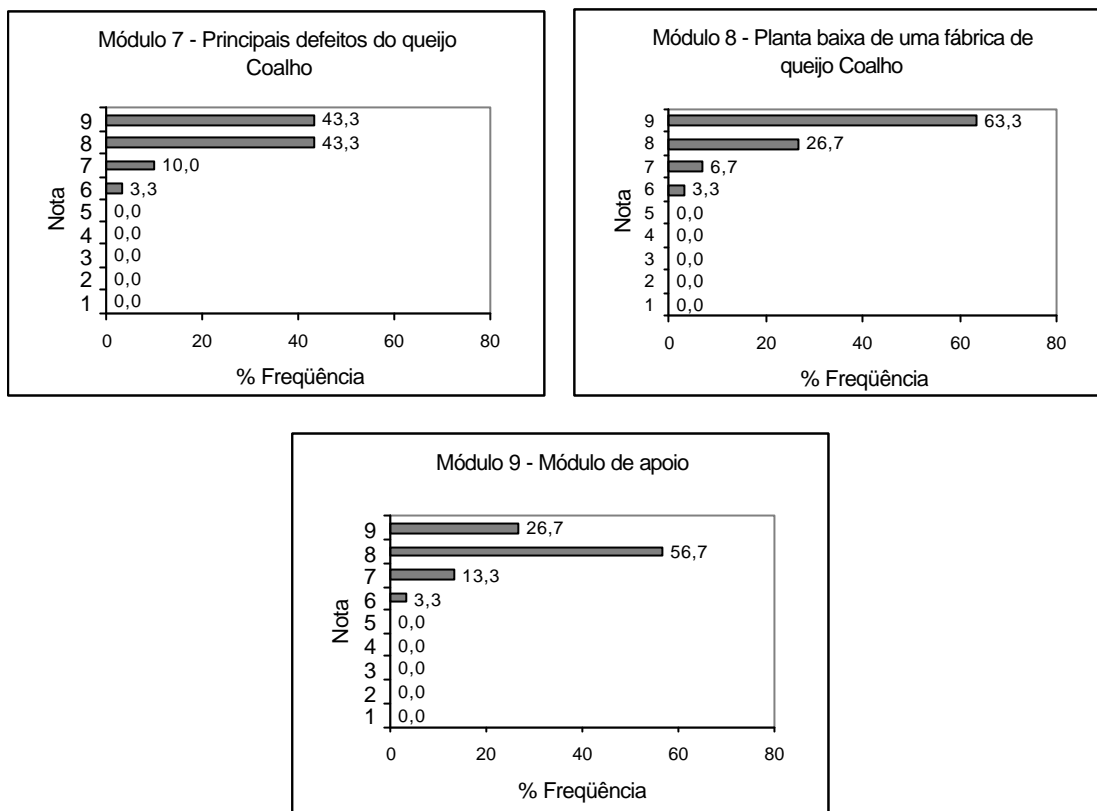 Módulo 7 - Principais defeitos do queijo
Coalho
Nota
9 43,3
8 43,3
7 10,0
6 3,3
5 0,0
4 0,0
3 0,0
2 0,0
1 0,0
0 20 40 60 80
% Freqüência
Módulo 8 - Planta baixa de uma fábrica de
queijo Coalho
Nota
9 63,3
8 26,7
7 6,7
6 3,3
5 0,0
4 0,0
3 0,0
2 0,0
1 0,0
0 20 40 60 80
% Freqüência
Módulo 9 - Módulo de apoio
Nota
9 26,7
8 56,7
7 13,3
6 3,3
5 0,0
4 0,0
3 0,0
2 0,0
1 0,0
0 20 40 60 80
% Freqüência